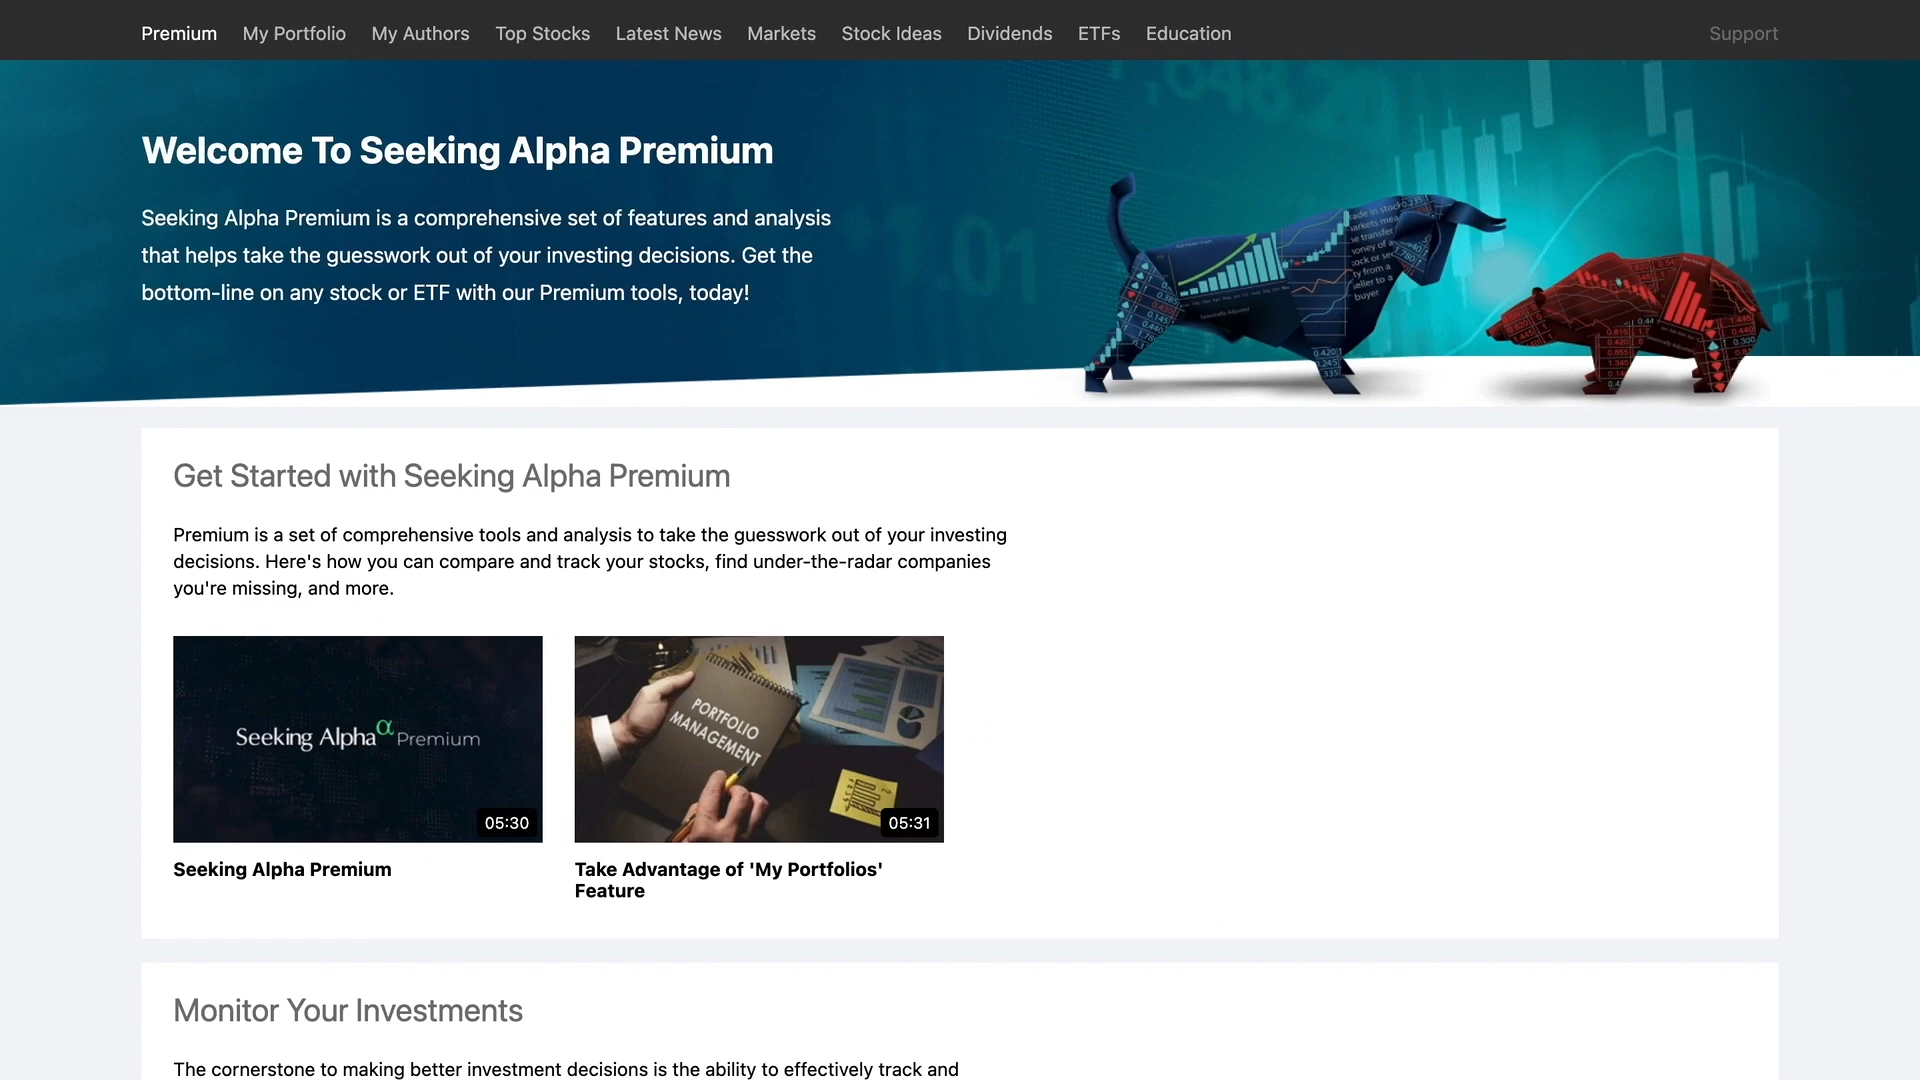 Premium My Portfolio My Authors Top Stocks Latest News Markets Stock Ideas Dividends ETFs Education Support
Welcome To Seeking Alpha Premium
Seeking Alpha Premium is a comprehensive set of features and analysis
that helps take the guesswork out of your investing decisions. Get the
bottom-line on any stock or ETF with our Premium tools, today!
Get Started with Seeking Alpha Premium
Premium is a set of comprehensive tools and analysis to take the guesswork out of your investing
decisions. Here's how you can compare and track your stocks, find under-the-radar companies
you're missing, and more.
Seeking Alpha α Premium
05:30
PORTFOLIO
MANAGEMENT
05:31
Seeking Alpha Premium
Take Advantage of 'My Portfolios'
Feature
Monitor Your Investments
The cornerstone to making better investment decisions is the ability to effectively track and